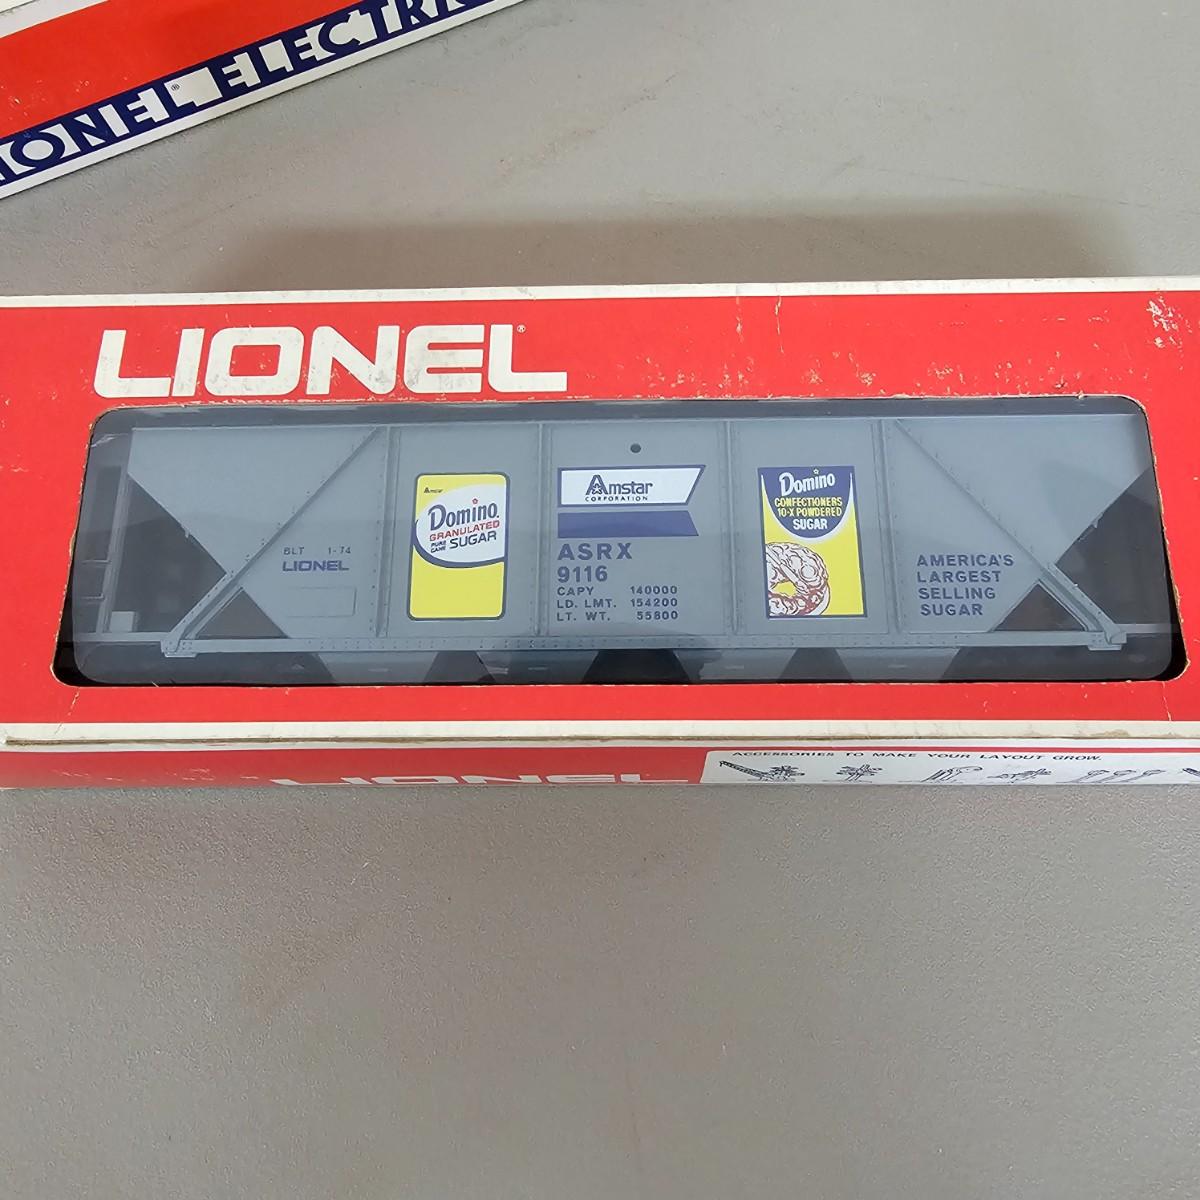 LIONEL ELECTRIC
LIONEL®
BLT 1-74
LIONEL
Amstar
Domino
GRANULATED
PURE CANE SUGAR
Amstar
CORPORATION
ASRX
9116
CAPY 140000
LD. LMT. 154200
LT. WT. 55800
Domino
CONFECTIONERS
10-X POWDERED
SUGAR
AMERICA'S
LARGEST
SELLING
SUGAR
LIONEL
ACCESSORIES TO MAKE YOUR LAYOUT GROW.